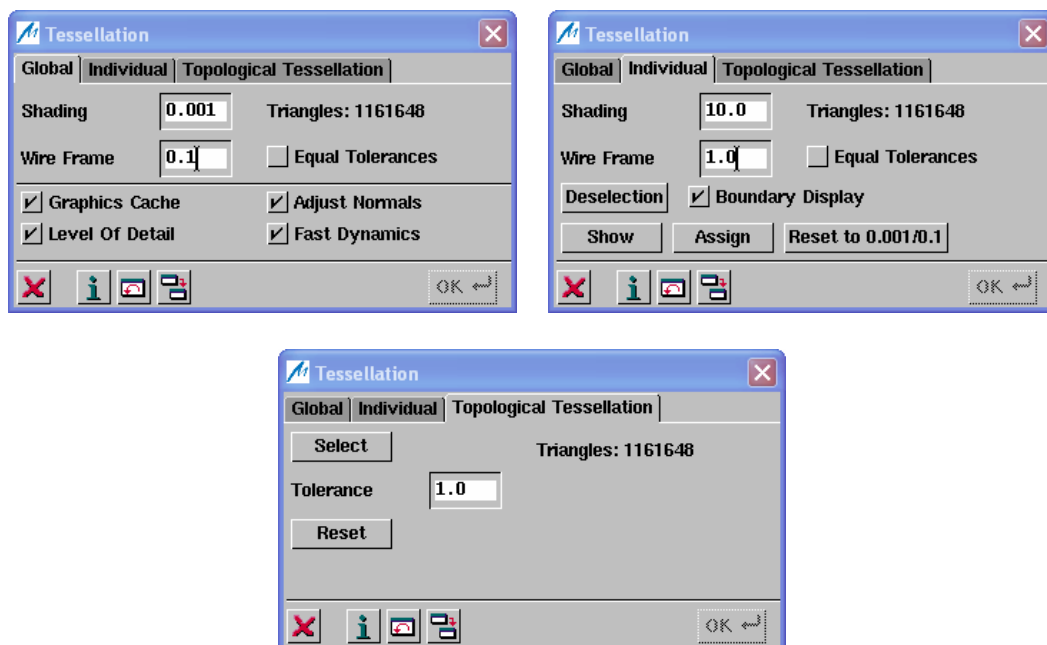 Tessellation
Global Individual Topological Tessellation
Shading 0.001 Triangles: 1161648
Wire Frame 0.1 Equal Tolerances
Graphics Cache Adjust Normals
Level Of Detail Fast Dynamics
OK
Tessellation
Global Individual Topological Tessellation
Shading 10.0 Triangles: 1161648
Wire Frame 1.0 Equal Tolerances
Deselection Boundary Display
Show Assign Reset to 0.001/0.1
OK
Tessellation
Global Individual Topological Tessellation
Select Triangles: 1161648
Tolerance 1.0
Reset
OK